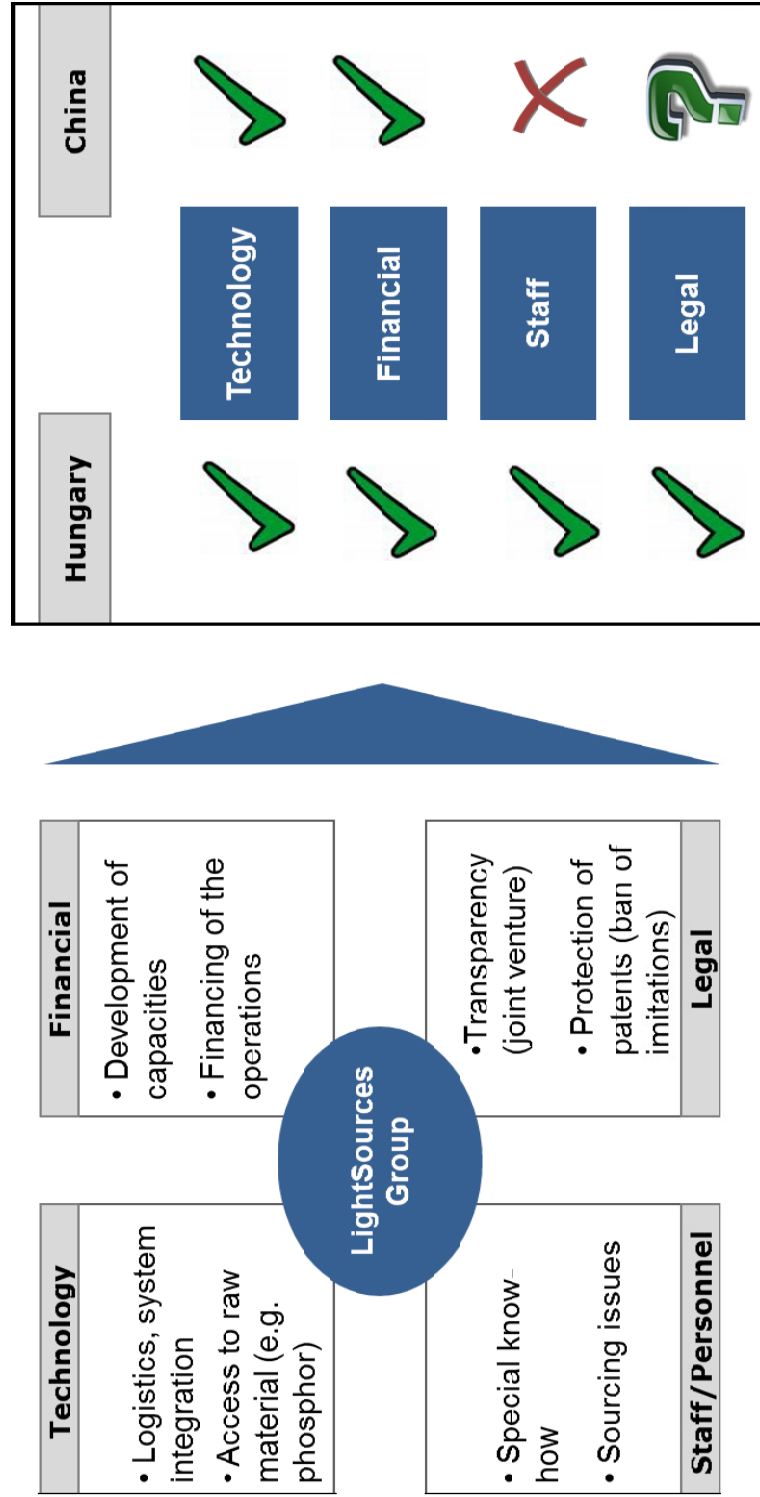 Technology
• Logistics, system
integration
• Access to raw
material (e.g.
phosphor)
Financial
• Development of
capacities
• Financing of the
operations
LightSources
Group
• Special know-
how
• Sourcing issues
Staff/Personnel
•Transparency
(joint venture)
• Protection of
patents (ban of
imitations)
Legal
Hungary
China
Technology
Financial
Staff
Legal
?